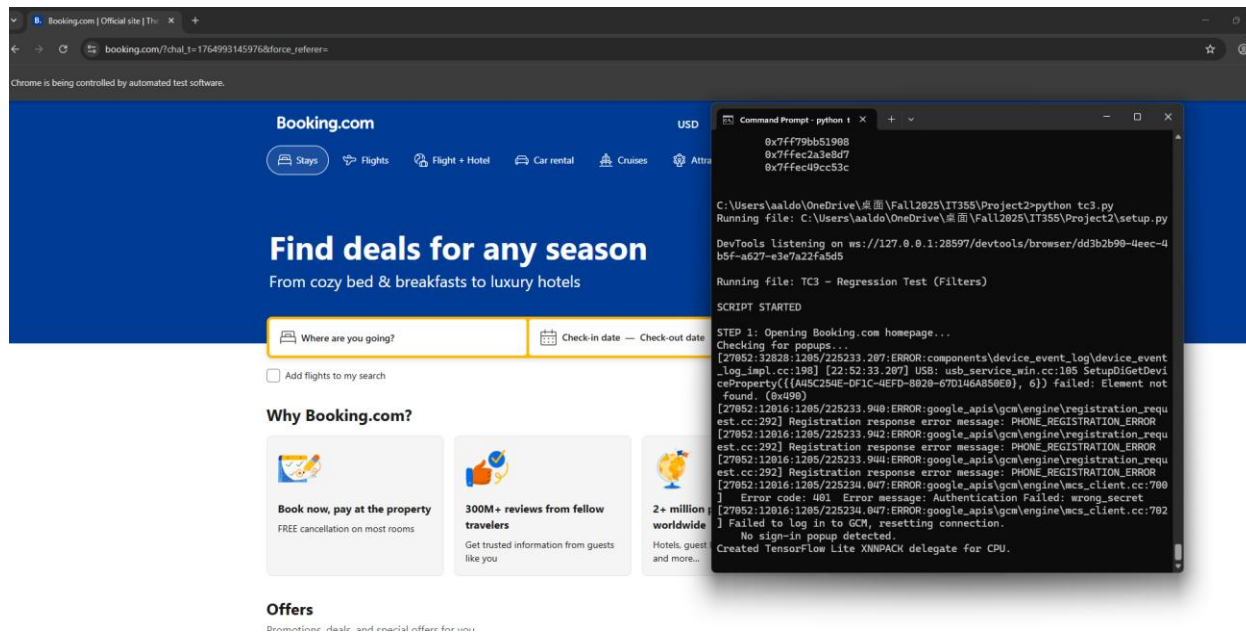 Booking.com | Official site | The
booking.com/?chal_t=1764993145976&force_referer=
Chrome is being controlled by automated test software.
Booking.com
USD
Stays
Flights
Flight + Hotel
Car rental
Cruises
Attra
Find deals for any season
From cozy bed & breakfasts to luxury hotels
Where are you going?
Check-in date — Check-out date
Add flights to my search
Why Booking.com?
Book now, pay at the property
FREE cancellation on most rooms
300M+ reviews from fellow
travelers
Get trusted information from guests
like you
2+ million p
worldwide
Hotels, guest
and more...
Offers
Promotions, deals, and special offers for you
Command Prompt - python t
0x7ff79bb51908
0x7ffec2a3e8d7
0x7ffec49cc53c
C:\Users\aaldo\OneDrive\桌面\Fall2025\IT355\Project2>python tc3.py
Running file: C:\Users\aaldo\OneDrive\桌面\Fall2025\IT355\Project2\setup.py
DevTools listening on ws://127.0.0.1:28597/devtools/browser/dd3b2b90-4eec-4
b5f-a627-e3e7a22fa5d5
Running file: TC3 - Regression Test (Filters)
SCRIPT STARTED
STEP 1: Opening Booking.com homepage...
Checking for popups...
[27052:32828:1205/225233.207:ERROR:components\device_event_log\device_event
_log_impl.cc:198] [22:52:33.207] USB: usb_service_win.cc:105 SetupDiGetDevi
ceProperty({{A45C254E-DF1C-4EFD-8020-67D146A850E0}, 6}) failed: Element not
found. (0x490)
[27052:12016:1205/225233.940:ERROR:google_apis\gcm\engine\registration_requ
est.cc:292] Registration response error message: PHONE_REGISTRATION_ERROR
[27052:12016:1205/225233.942:ERROR:google_apis\gcm\engine\registration_requ
est.cc:292] Registration response error message: PHONE_REGISTRATION_ERROR
[27052:12016:1205/225233.944:ERROR:google_apis\gcm\engine\registration_requ
est.cc:292] Registration response error message: PHONE_REGISTRATION_ERROR
[27052:12016:1205/225234.047:ERROR:google_apis\gcm\engine\mcs_client.cc:700
] Error code: 401 Error message: Authentication Failed: wrong_secret
[27052:12016:1205/225234.047:ERROR:google_apis\gcm\engine\mcs_client.cc:702
] Failed to log in to GCM, resetting connection.
No sign-in popup detected.
Created TensorFlow Lite XNNPACK delegate for CPU.